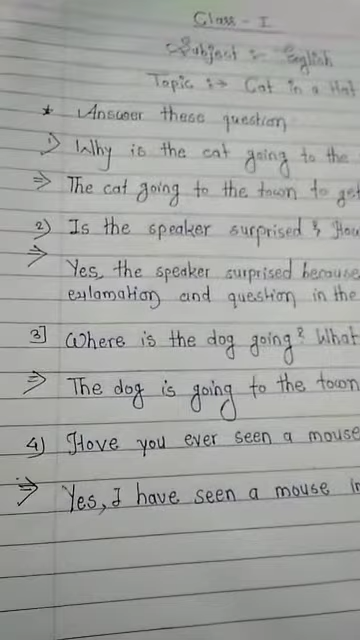 Class - I
Subject :- English
Topic :→ Cat in a Hat
* Answer these question
1) Why is the cat going to the
⇒ The cat going to the town to get
2) Is the speaker surprised ? How
⇒ Yes, the speaker surprised because
exlamation and question in the
3] Where is the dog going? What
⇒ The dog is going to the town
4) Have you ever seen a mouse
⇒ Yes, I have seen a mouse in